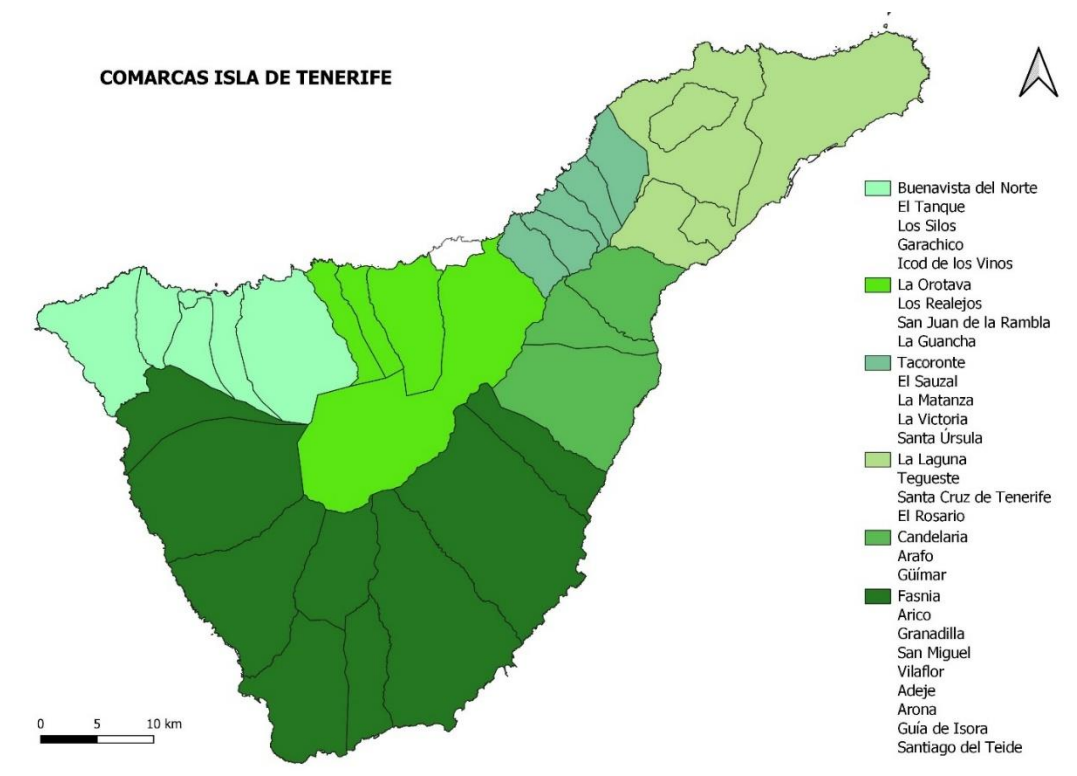 COMARCAS ISLA DE TENERIFE
Buenavista del Norte
El Tanque
Los Silos
Garachico
Icod de los Vinos
La Orotava
Los Realejos
San Juan de la Rambla
La Guancha
Tacoronte
El Sauzal
La Matanza
La Victoria
Santa Úrsula
La Laguna
Tegueste
Santa Cruz de Tenerife
El Rosario
Candelaria
Arafo
Güímar
Fasnia
Arico
Granadilla
San Miguel
Vilaflor
Adeje
Arona
Guía de Isora
Santiago del Teide
0 5 10 km